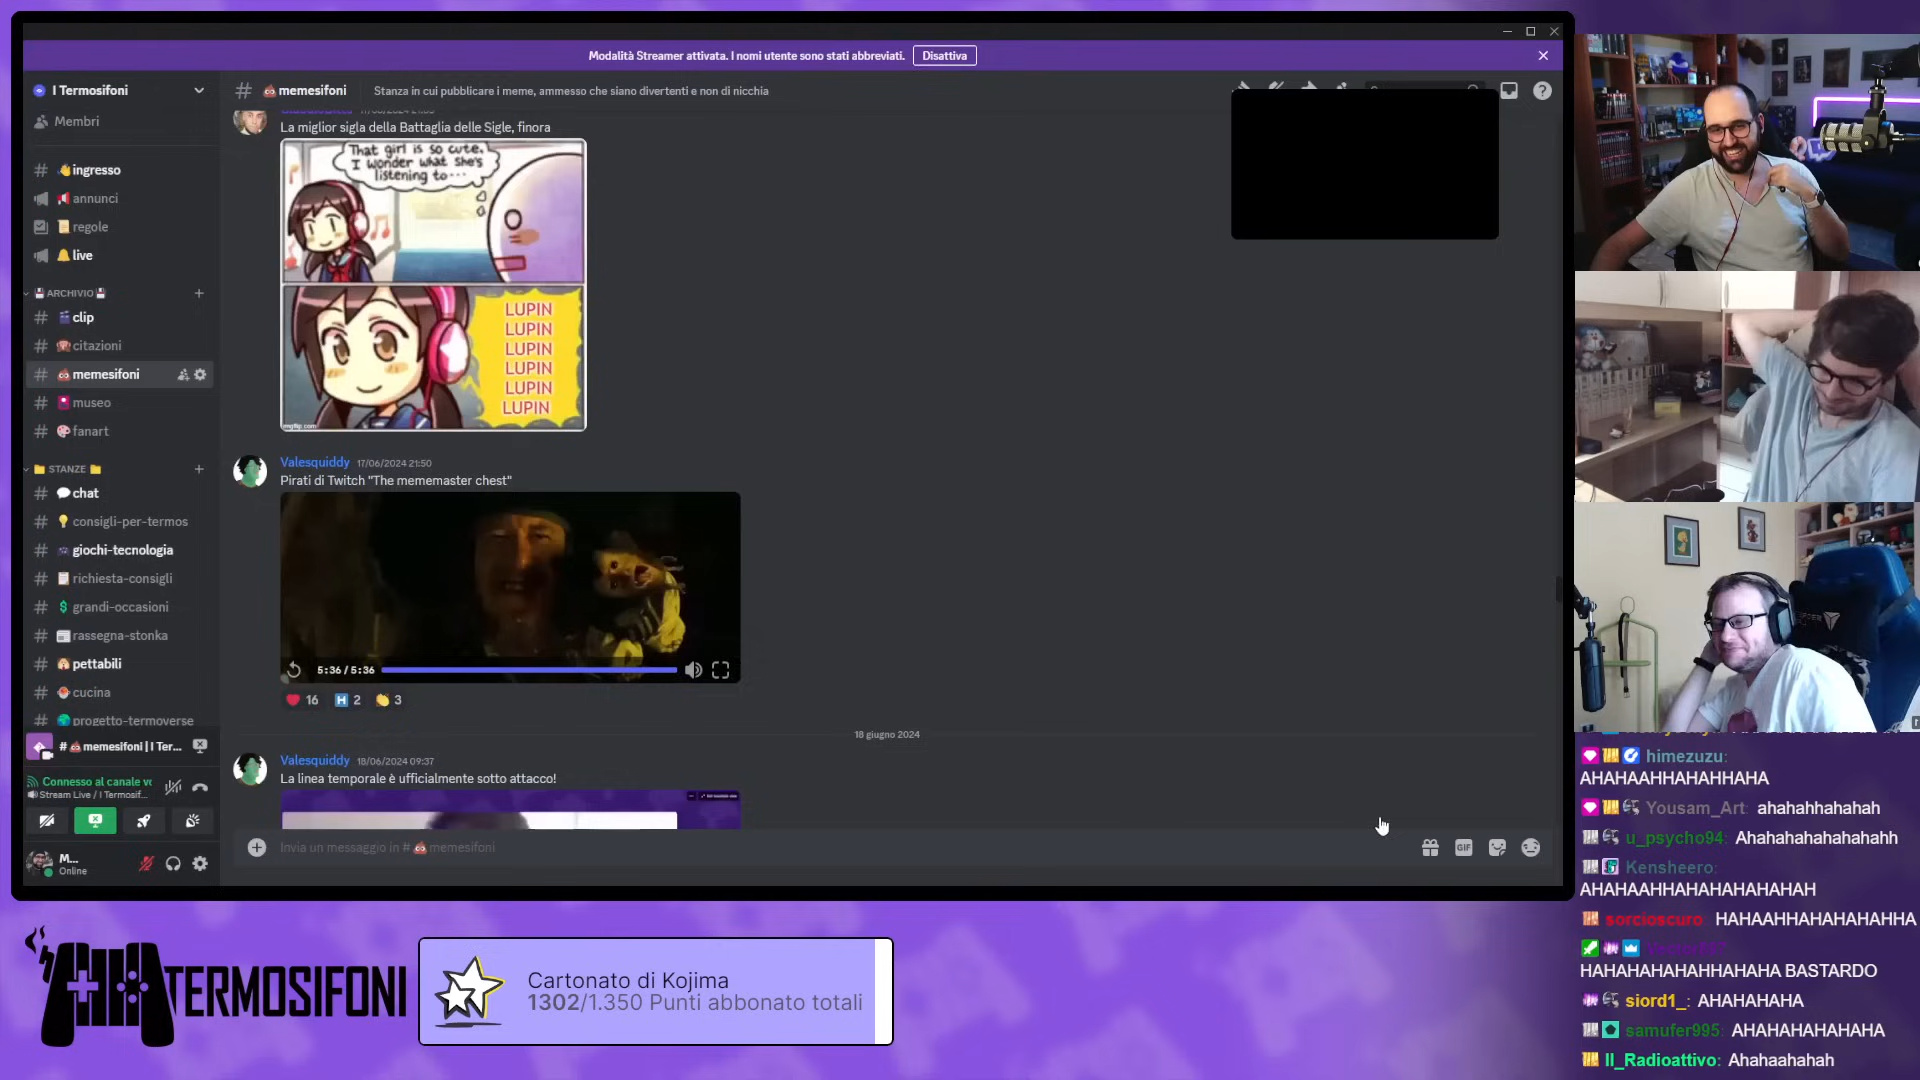 Modalità Streamer attivata. I nomi utente sono stati abbreviati.
Disattiva
I Termosifoni
Membri
ingresso
annunci
regole
live
ARCHIVIO
clip
citazioni
memesifoni
museo
fanart
STANZE
chat
consigli-per-termos
giochi-tecnologia
richiesta-consigli
grandi-occasioni
rassegna-stonka
pettabili
cucina
progetto-termoverse
# memesifoni | I Ter...
Connesso al canale vo
Stream Live / I Termosif...
M...
Online
memesifoni
Stanza in cui pubblicare i meme, ammesso che siano divertenti e non di nicchia
La miglior sigla della Battaglia delle Sigle, finora
That girl is so cute.
I wonder what she's
listening to...
LUPIN
LUPIN
LUPIN
LUPIN
LUPIN
LUPIN
imgflip.com
Valesquiddy 17/06/2024 21:50
Pirati di Twitch "The mememaster chest"
5:36 / 5:36
16
2
3
18 giugno 2024
Valesquiddy 18/06/2024 09:37
La linea temporale è ufficialmente sotto attacco!
Invia un messaggio in # memesifoni
GIF
himezuzu:
AHAHAAHHAHAHHAHA
Yousam_Art: ahahahhahahah
u_psycho94: Ahahahahahahahahh
Kensheero:
AHAHAAHHAHAHAHAHAHAH
sorcioscuro: HAHAAHHAHAHAHAHHA
HAHAHAHAHAHHAHAHA BASTARDO
siord1_: AHAHAHAHA
samufer995: AHAHAHAHAHAHA
Il_Radioattivo: Ahahaahahah
TERMOSIFONI
Cartonato di Kojima
1302/1.350 Punti abbonato totali